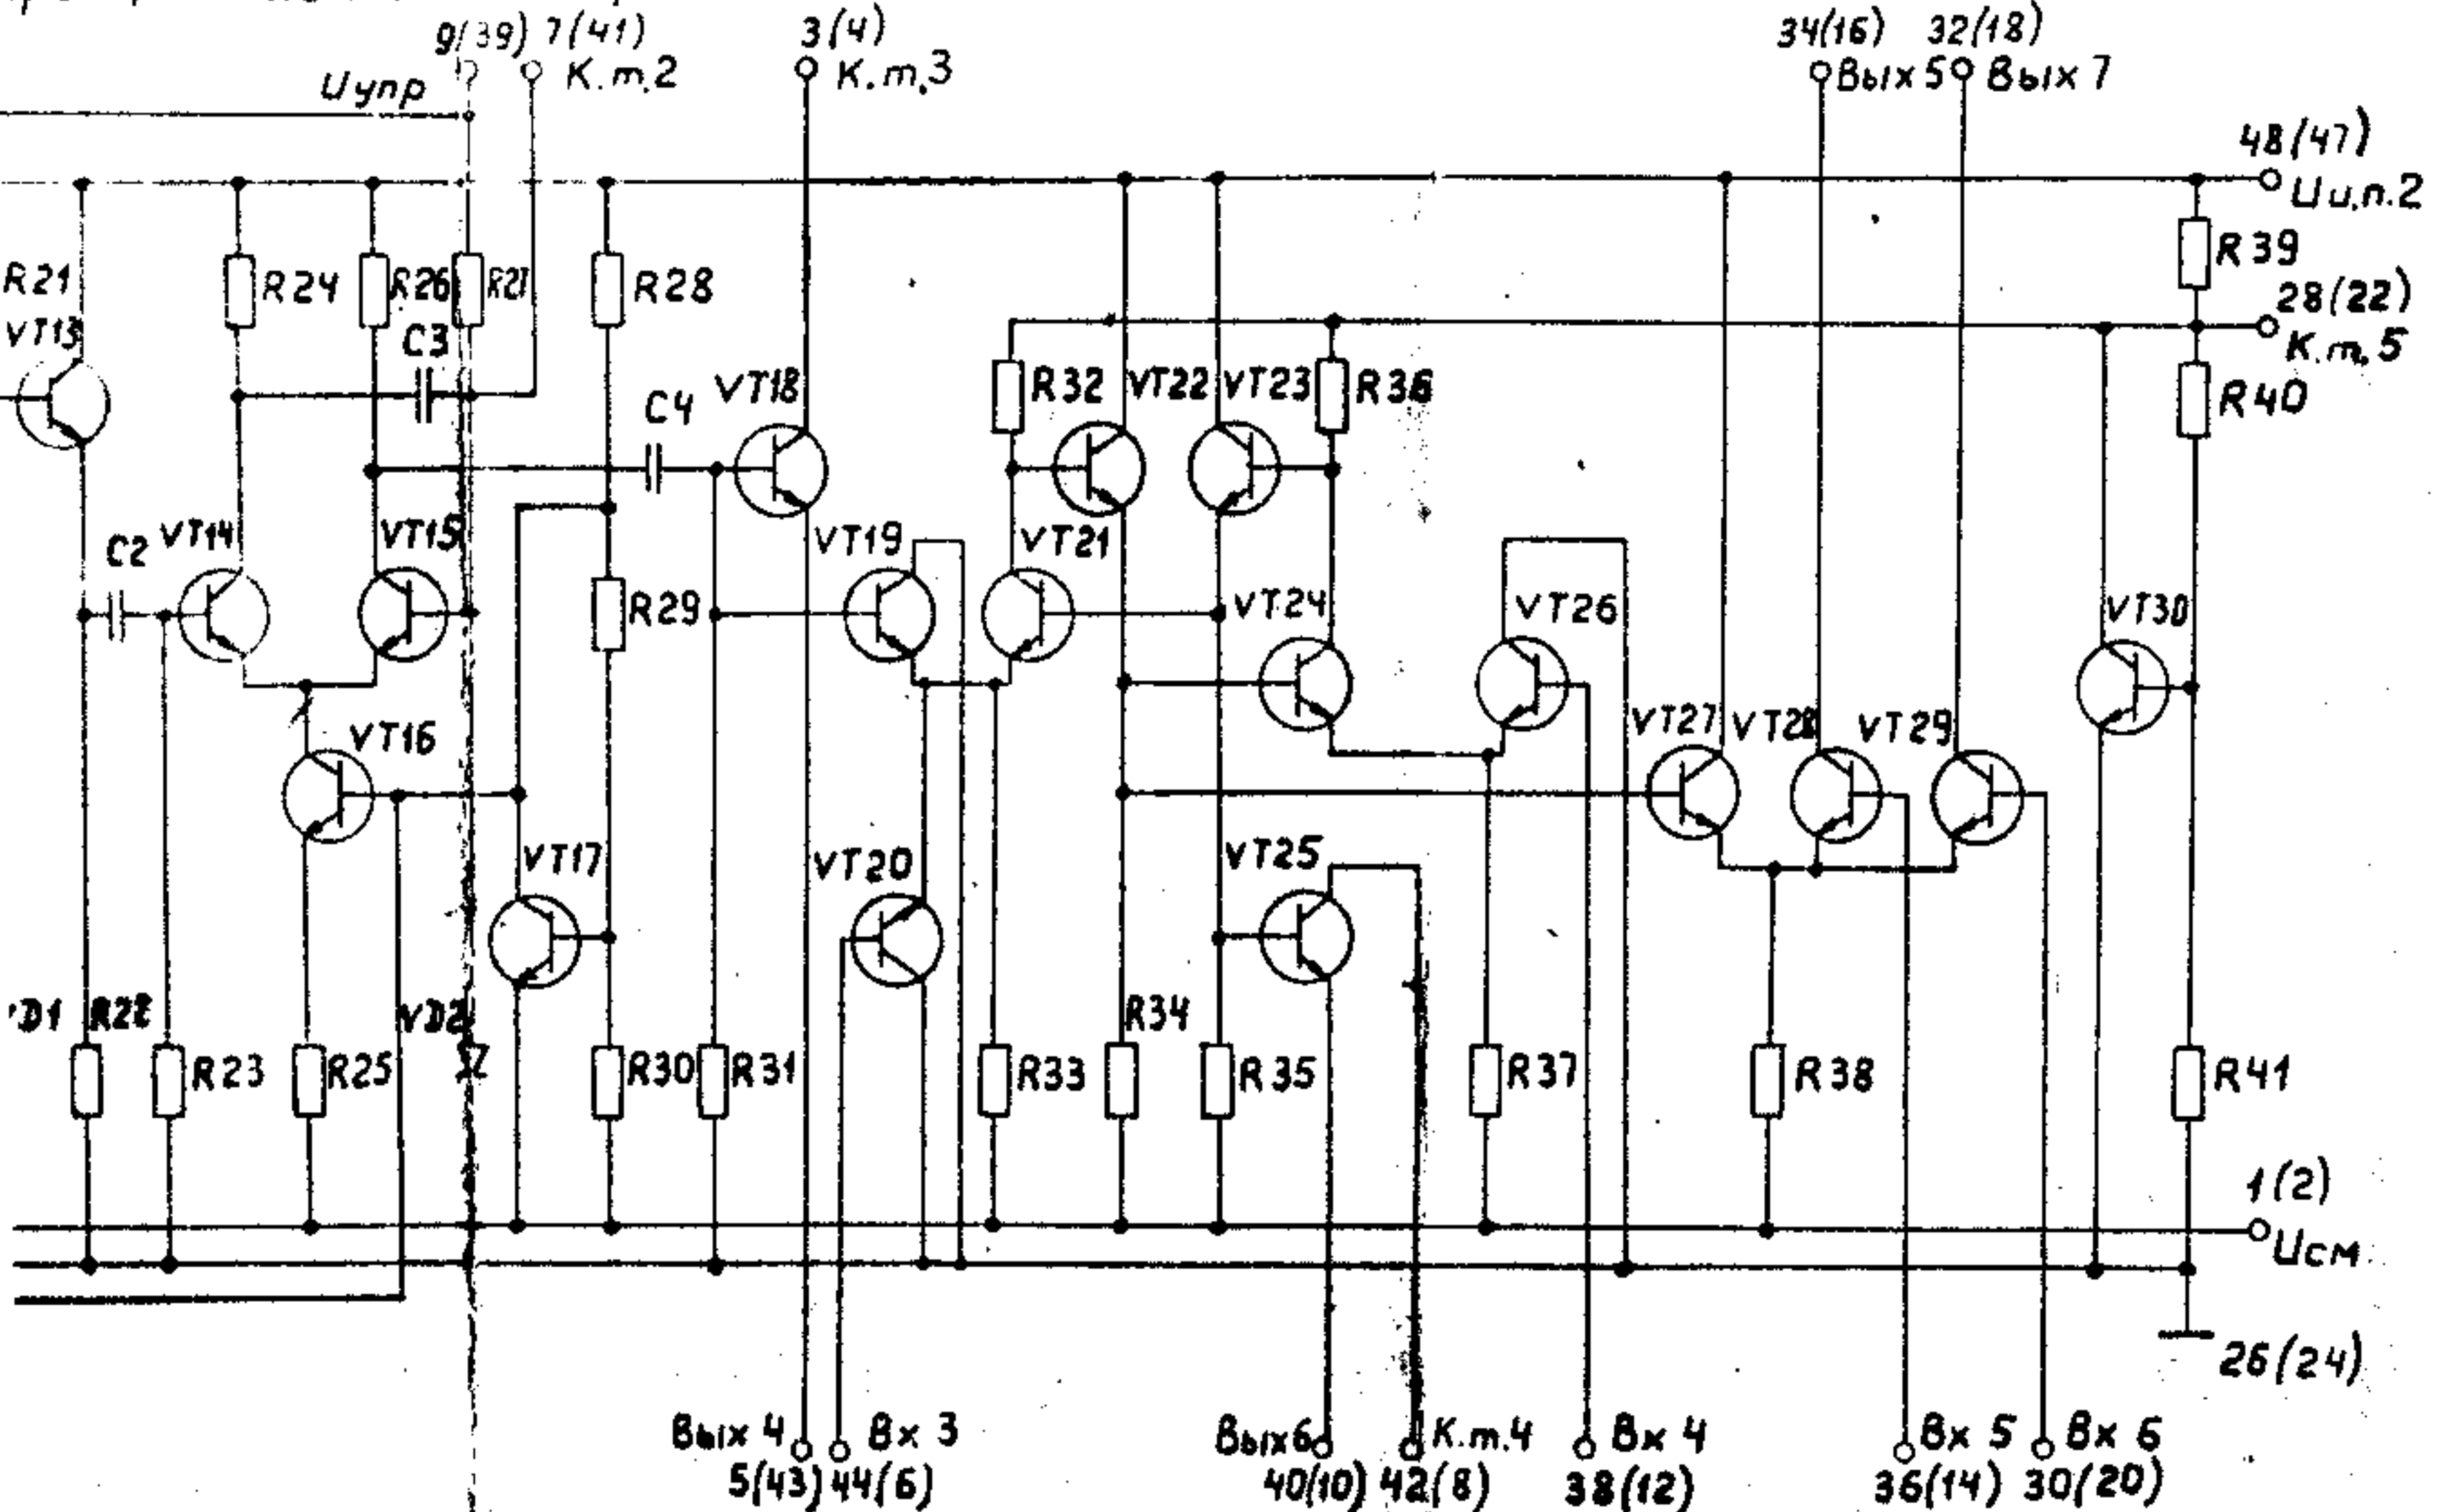 9(39) 7(41)
3(4)
34(16) 32(18)
Uупр
К.т.2
К.т.3
Вых 5
Вых 7
48(47)
Uи.п.2
R21
R24
R26
R27
R28
R39
28(22)
К.т.5
VT13
C3
C4
VT18
R32
VT22
VT23
R36
R40
C2
VT14
VT15
VT19
VT21
R29
VT24
VT26
VT30
VT16
VT27
VT28
VT29
VT17
VT20
VT25
VD1
R22
VD2
R34
R23
R25
R30
R31
R33
R35
R37
R38
R41
1(2)
Uсм.
26(24)
Вых 4
Вх 3
Вых6
К.т.4
Вх 4
Вх 5
Вх 6
5(43) 44(6)
40(10) 42(8)
38(12)
36(14) 30(20)